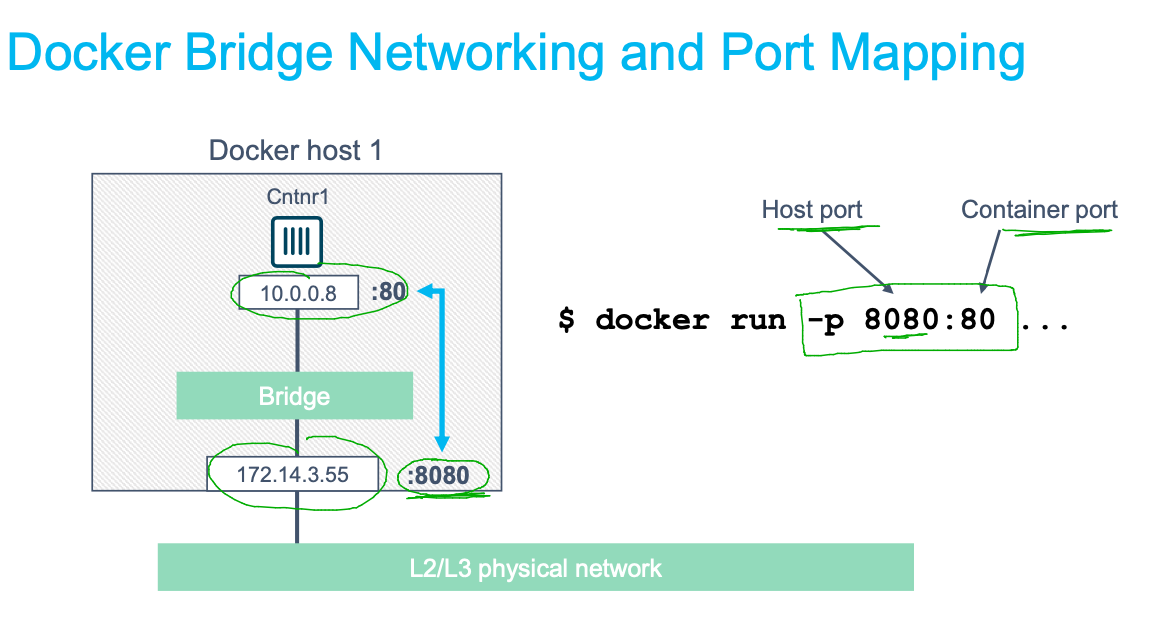 Docker Bridge Networking and Port Mapping
Docker host 1
Cntnr1
10.0.0.8 :80
Bridge
172.14.3.55 :8080
L2/L3 physical network
Host port Container port
$ docker run -p 8080:80 ...